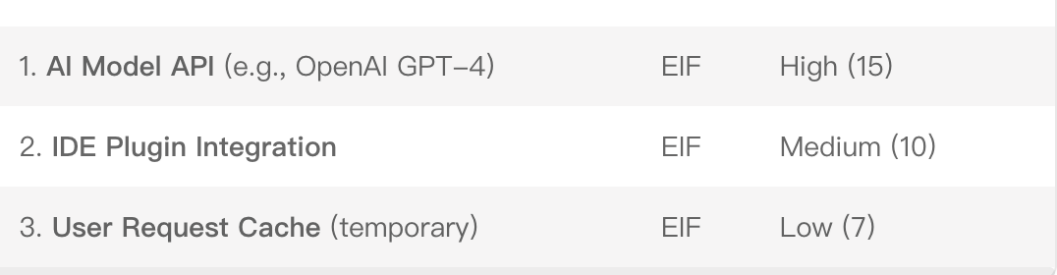 1. AI Model API (e.g., OpenAI GPT–4) EIF High (15)
2. IDE Plugin Integration EIF Medium (10)
3. User Request Cache (temporary) EIF Low (7)